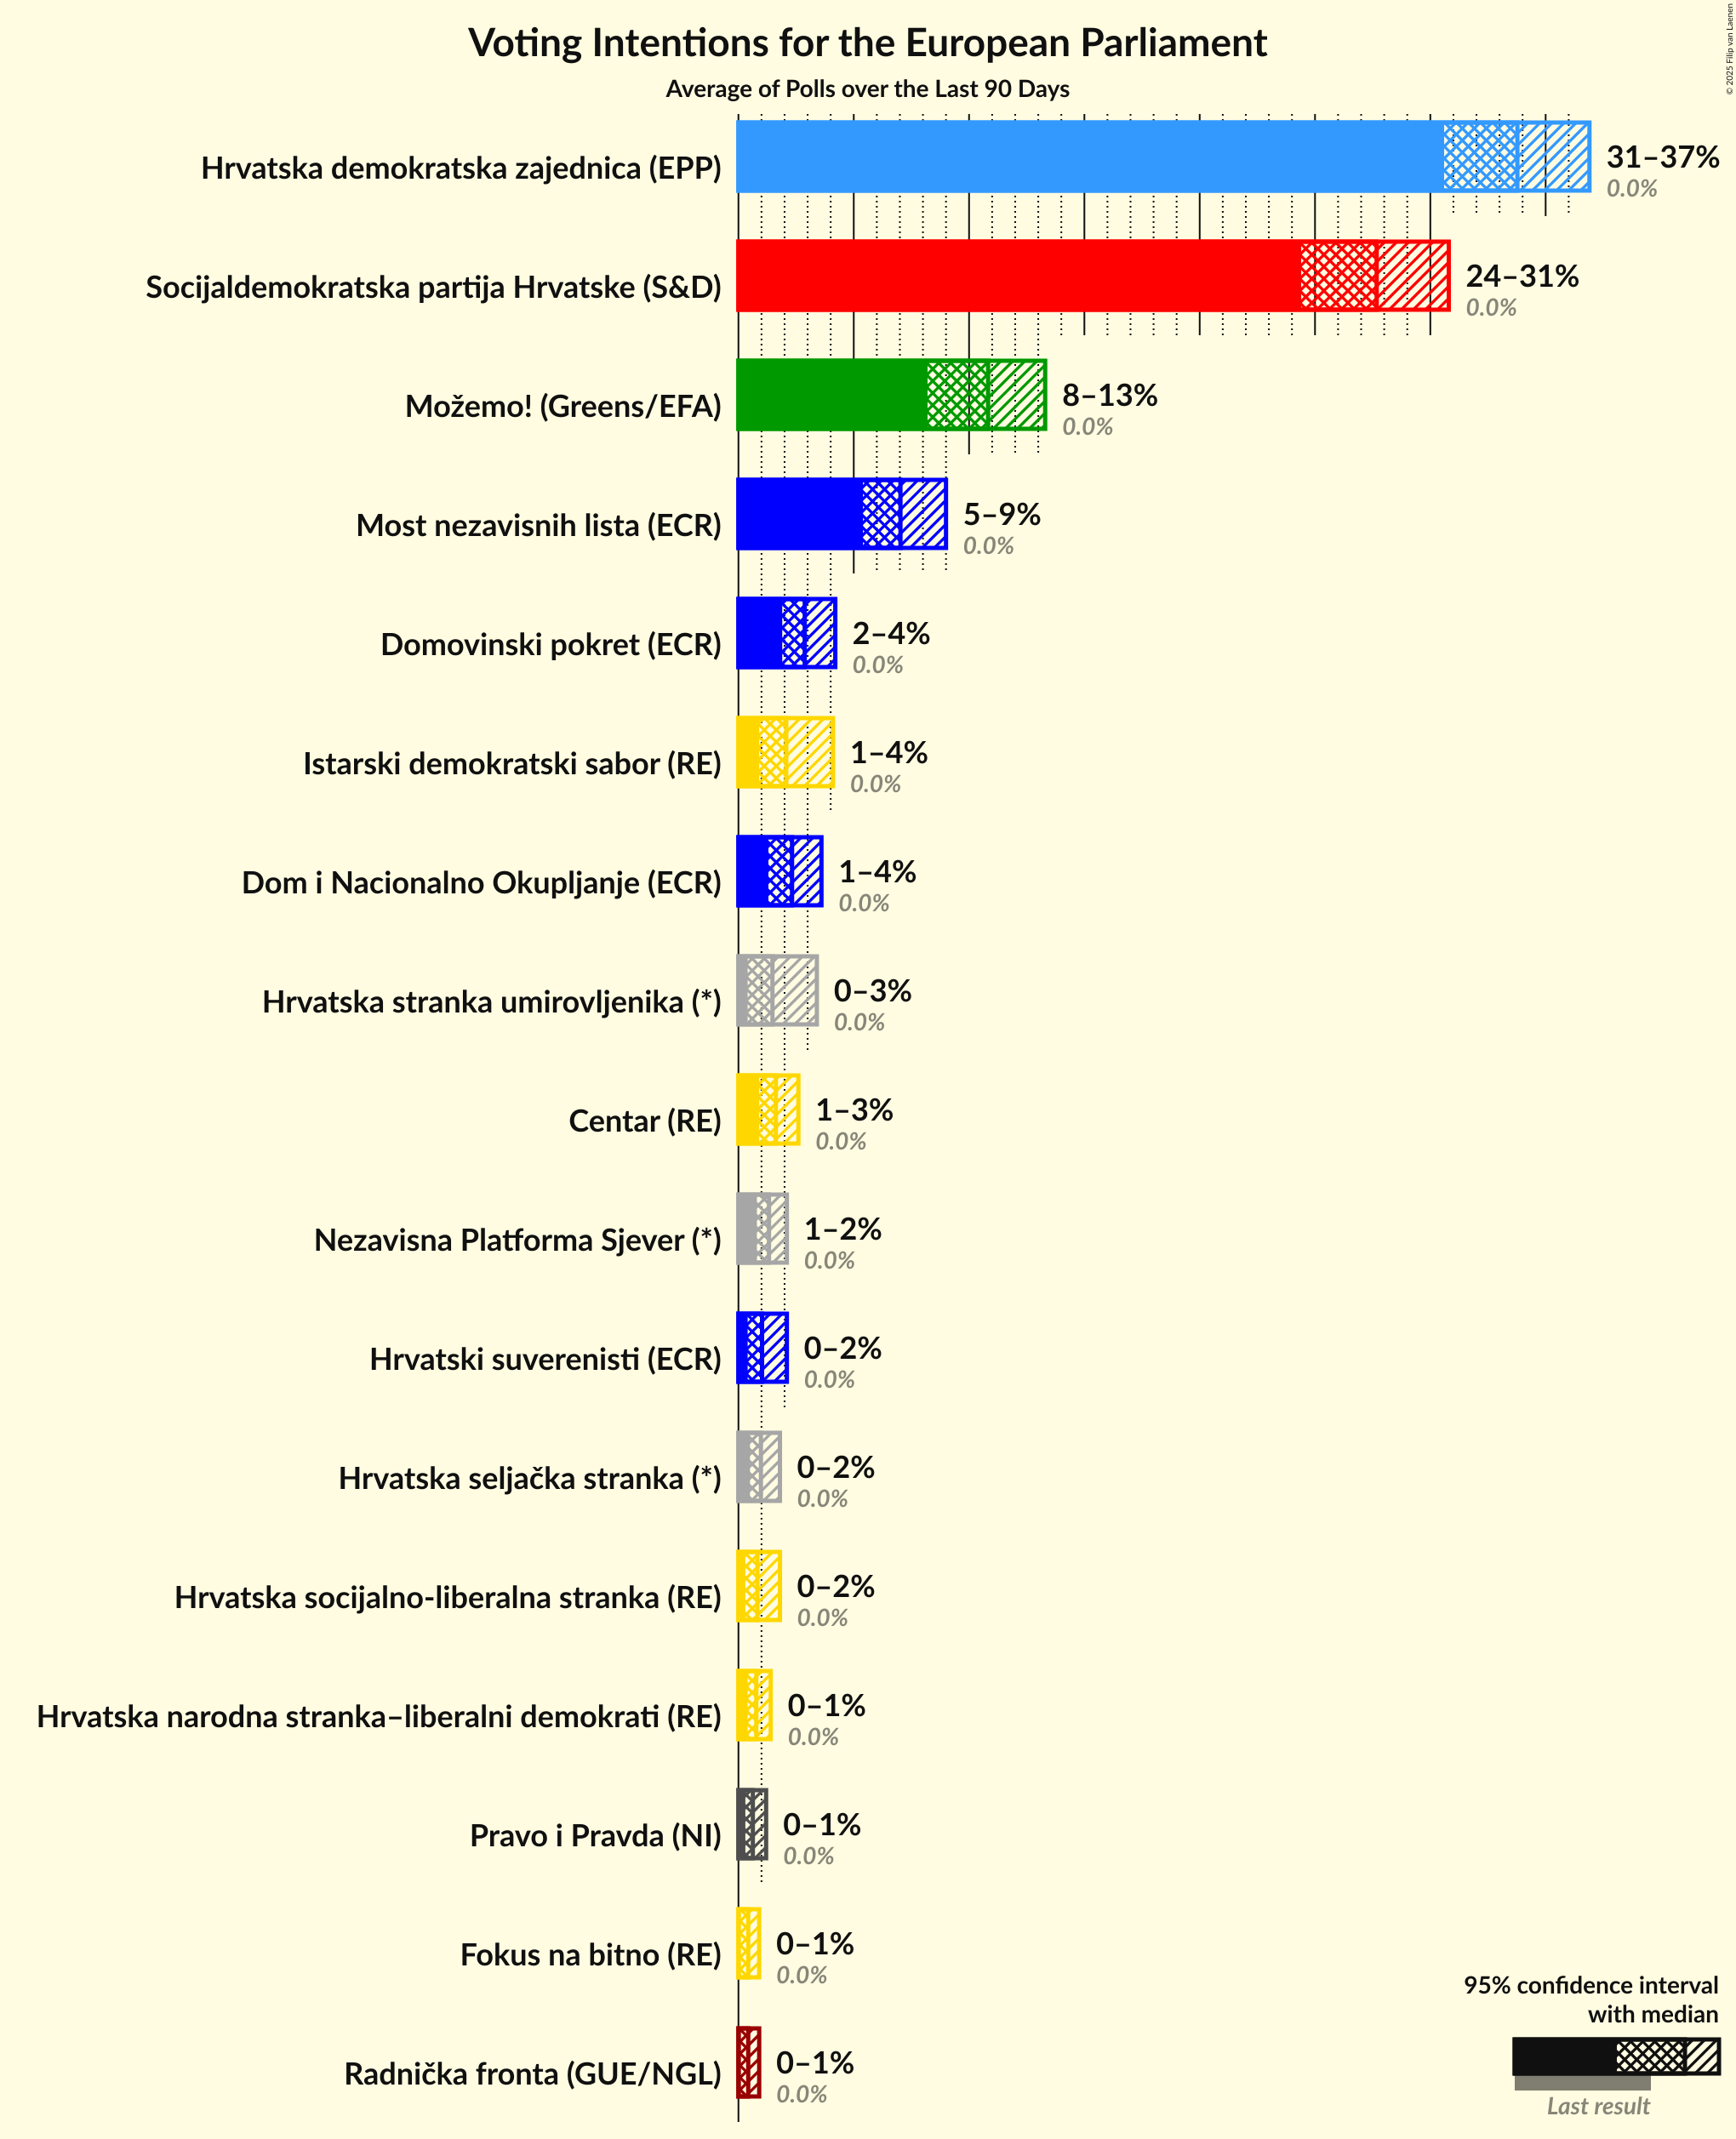 Voting Intentions for the European Parliament
Average of Polls over the Last 90 Days
© 2025 Filip van Laenen
Hrvatska demokratska zajednica (EPP)
31–37%
0.0%
Socijaldemokratska partija Hrvatske (S&D)
24–31%
0.0%
Možemo! (Greens/EFA)
8–13%
0.0%
Most nezavisnih lista (ECR)
5–9%
0.0%
Domovinski pokret (ECR)
2–4%
0.0%
Istarski demokratski sabor (RE)
1–4%
0.0%
Dom i Nacionalno Okupljanje (ECR)
1–4%
0.0%
Hrvatska stranka umirovljenika (*)
0–3%
0.0%
Centar (RE)
1–3%
0.0%
Nezavisna Platforma Sjever (*)
1–2%
0.0%
Hrvatski suverenisti (ECR)
0–2%
0.0%
Hrvatska seljačka stranka (*)
0–2%
0.0%
Hrvatska socijalno-liberalna stranka (RE)
0–2%
0.0%
Hrvatska narodna stranka–liberalni demokrati (RE)
0–1%
0.0%
Pravo i Pravda (NI)
0–1%
0.0%
Fokus na bitno (RE)
0–1%
0.0%
Radnička fronta (GUE/NGL)
0–1%
0.0%
95% confidence interval
with median
Last result